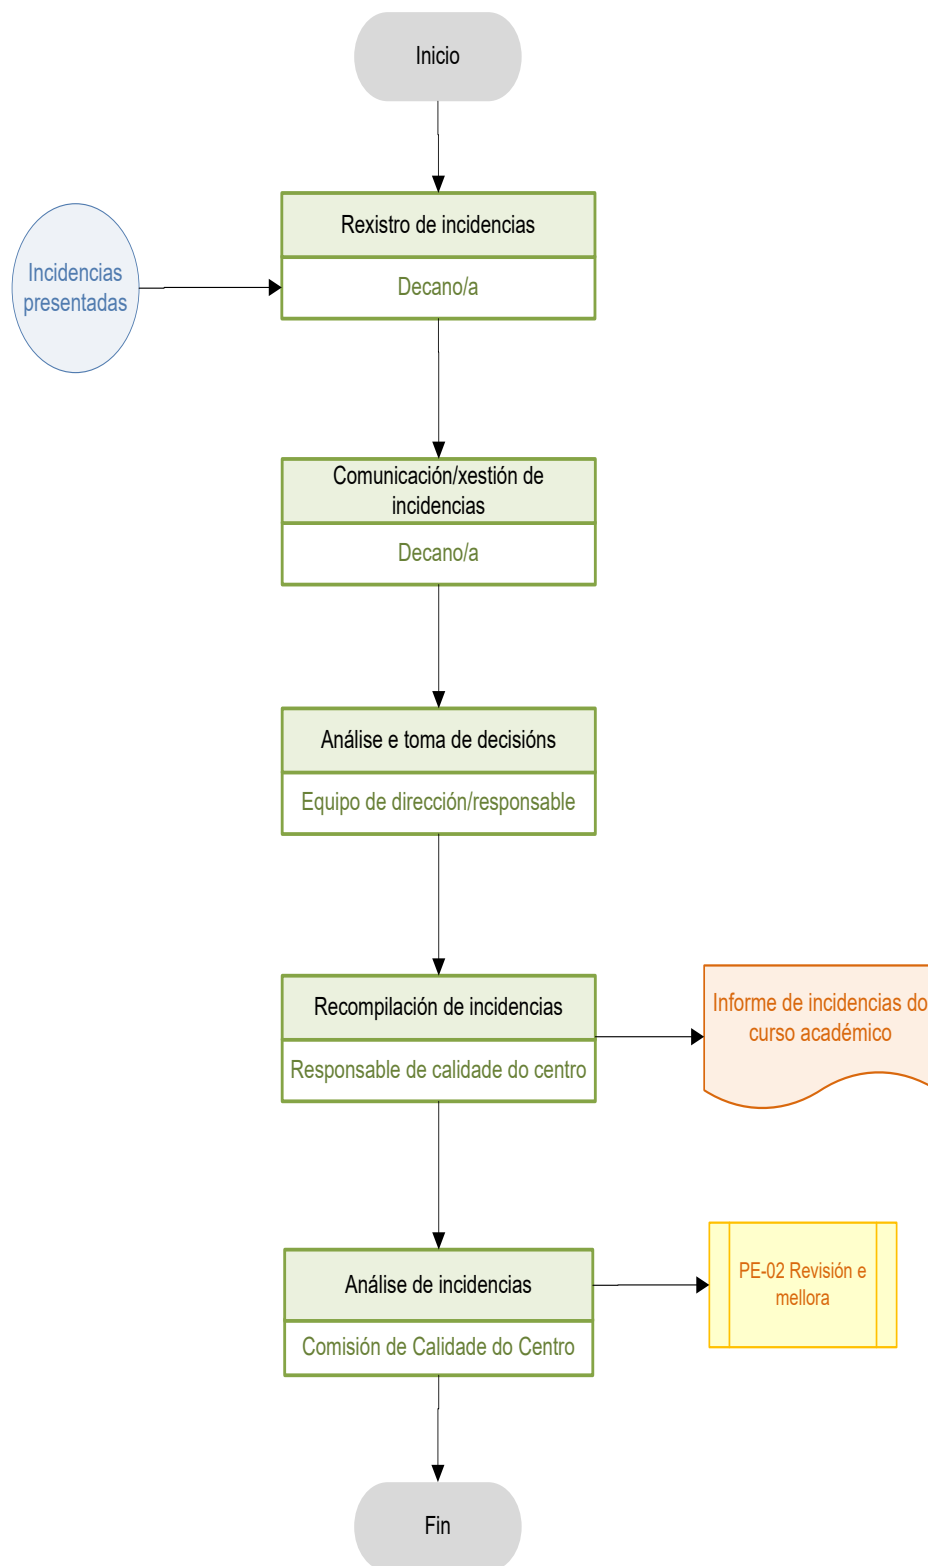 Inicio
Rexistro de incidencias
Decano/a
Incidencias
presentadas
Comunicación/xestión de
incidencias
Decano/a
Análise e toma de decisións
Equipo de dirección/responsable
Recompilación de incidencias
Responsable de calidade do centro
Informe de incidencias do
curso académico
Análise de incidencias
Comisión de Calidade do Centro
PE-02 Revisión e
mellora
Fin